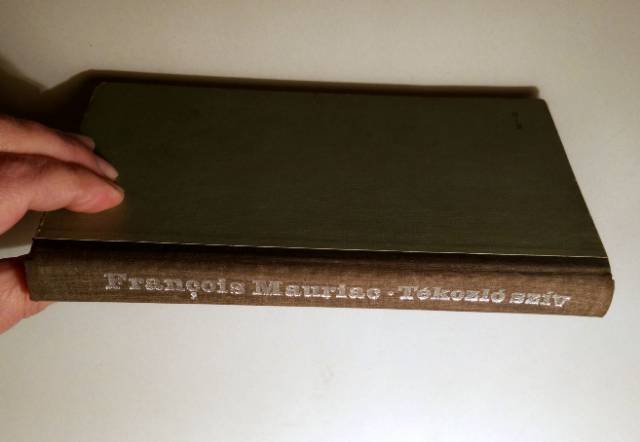 François Mauriac · Tékozló szív